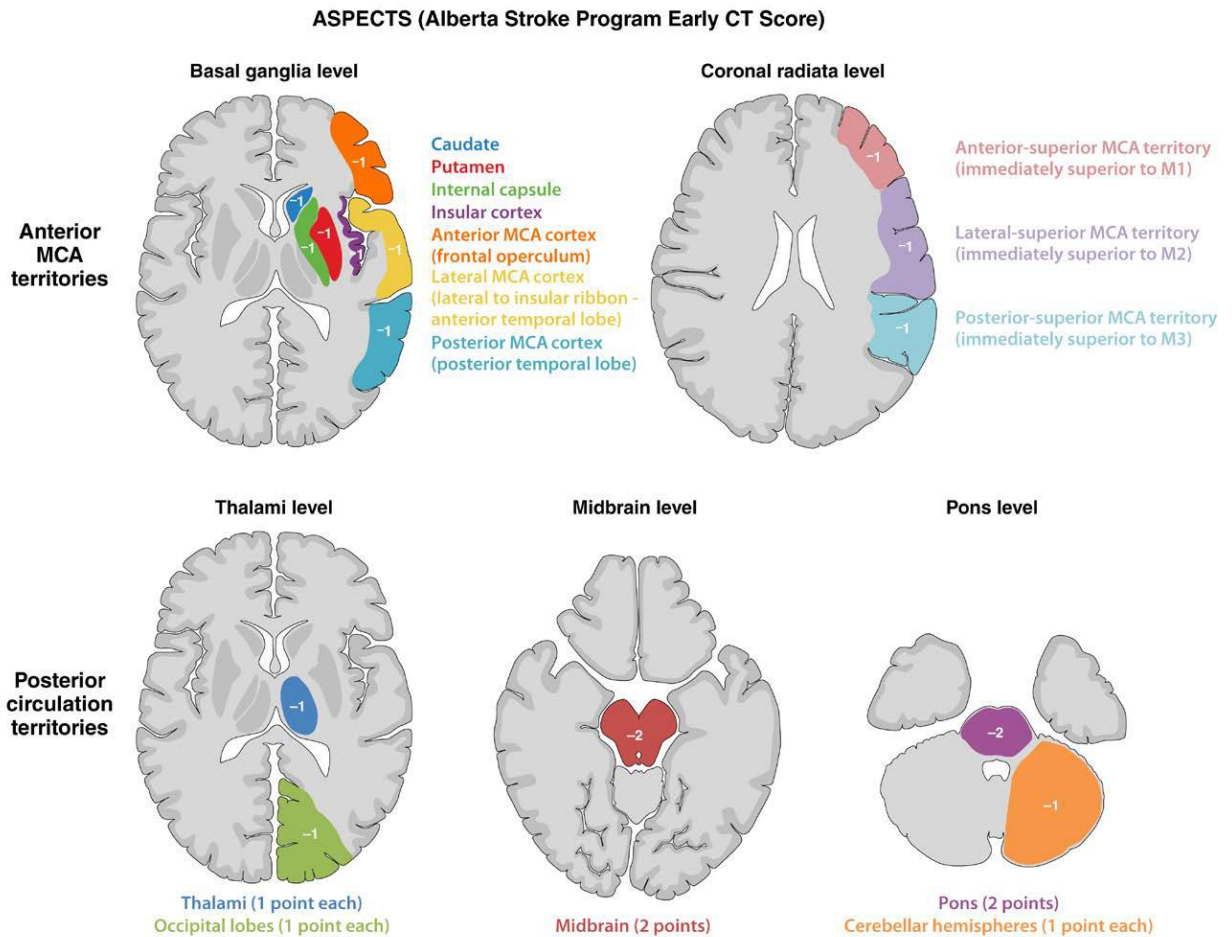 ASPECTS (Alberta Stroke Program Early CT Score)
Basal ganglia level
Coronal radiata level
Anterior
MCA
territories
–1
–1
–1
–1
1
–1
–1
Caudate
Putamen
Internal capsule
Insular cortex
Anterior MCA cortex
(frontal operculum)
Lateral MCA cortex
(lateral to insular ribbon -
anterior temporal lobe)
Posterior MCA cortex
(posterior temporal lobe)
–1
–1
–1
Anterior-superior MCA territory
(immediately superior to M1)
Lateral-superior MCA territory
(immediately superior to M2)
Posterior-superior MCA territory
(immediately superior to M3)
Thalami level
Midbrain level
Pons level
Posterior
circulation
territories
–1
–1
–2
–2
–1
Thalami (1 point each)
Occipital lobes (1 point each)
Midbrain (2 points)
Pons (2 points)
Cerebellar hemispheres (1 point each)